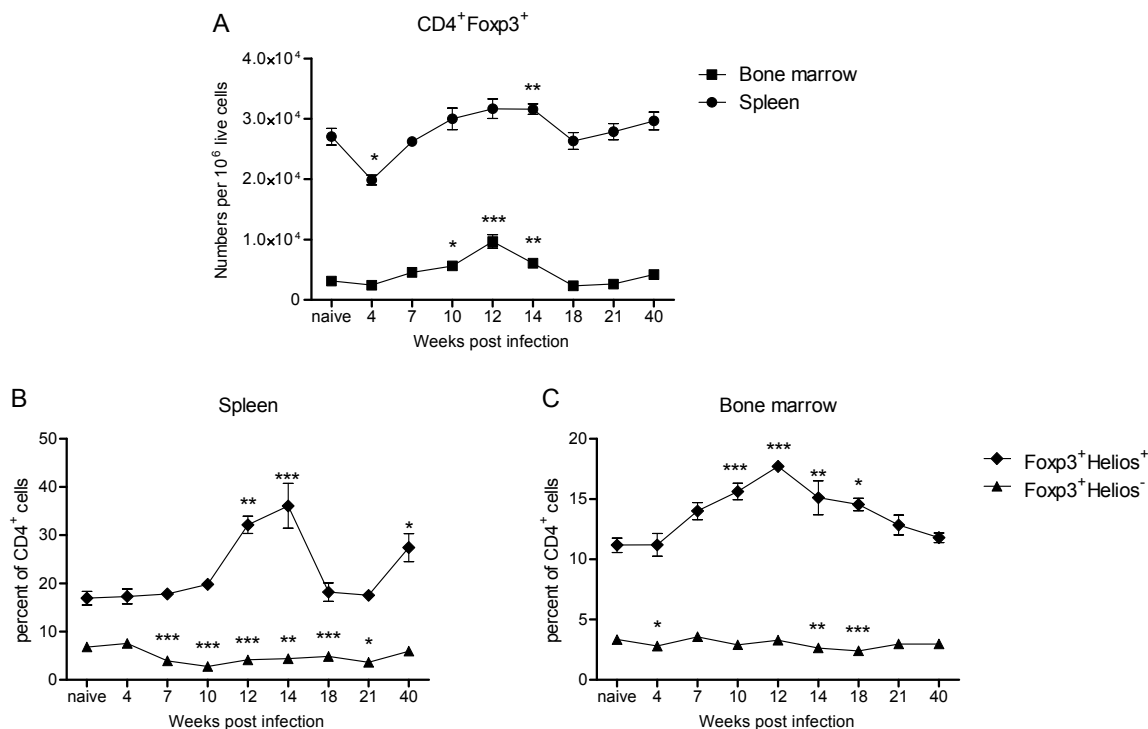 A
CD4⁺Foxp3⁺
Numbers per 10⁶ live cells
4.0×10⁴
3.0×10⁴
2.0×10⁴
1.0×10⁴
0
**
*
***
*
**
naive 4 7 10 12 14 18 21 40
Weeks post infection
Bone marrow
Spleen
B
Spleen
percent of CD4⁺ cells
50
40
30
20
10
0
***
**
*
*** *** *** ** *** *
naive 4 7 10 12 14 18 21 40
Weeks post infection
C
Bone marrow
percent of CD4⁺ cells
20
15
10
5
0
***
*** ** *
* ** ***
naive 4 7 10 12 14 18 21 40
Weeks post infection
Foxp3⁺Helios⁺
Foxp3⁺Helios⁻